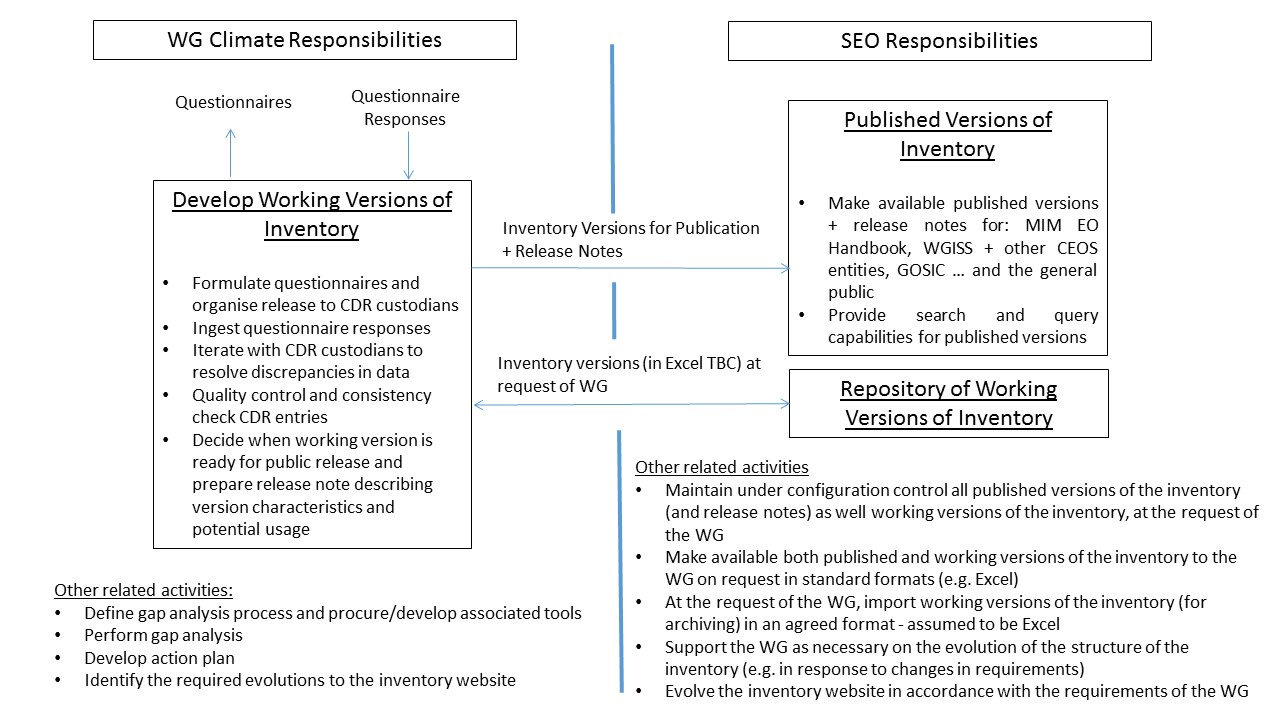 WG Climate Responsibilities
Questionnaires
Questionnaire
Responses
Develop Working Versions of
Inventory
• Formulate questionnaires and
organise release to CDR custodians
• Ingest questionnaire responses
• Iterate with CDR custodians to
resolve discrepancies in data
• Quality control and consistency
check CDR entries
• Decide when working version is
ready for public release and
prepare release note describing
version characteristics and
potential usage
Other related activities:
• Define gap analysis process and procure/develop associated tools
• Perform gap analysis
• Develop action plan
• Identify the required evolutions to the inventory website
Inventory Versions for Publication
+ Release Notes
Inventory versions (in Excel TBC) at
request of WG
SEO Responsibilities
Published Versions of
Inventory
• Make available published versions
+ release notes for: MIM EO
Handbook, WGISS + other CEOS
entities, GOSIC … and the general
public
• Provide search and query
capabilities for published versions
Repository of Working
Versions of Inventory
Other related activities
• Maintain under configuration control all published versions of the inventory
(and release notes) as well working versions of the inventory, at the request of
the WG
• Make available both published and working versions of the inventory to the
WG on request in standard formats (e.g. Excel)
• At the request of the WG, import working versions of the inventory (for
archiving) in an agreed format - assumed to be Excel
• Support the WG as necessary on the evolution of the structure of the
inventory (e.g. in response to changes in requirements)
• Evolve the inventory website in accordance with the requirements of the WG